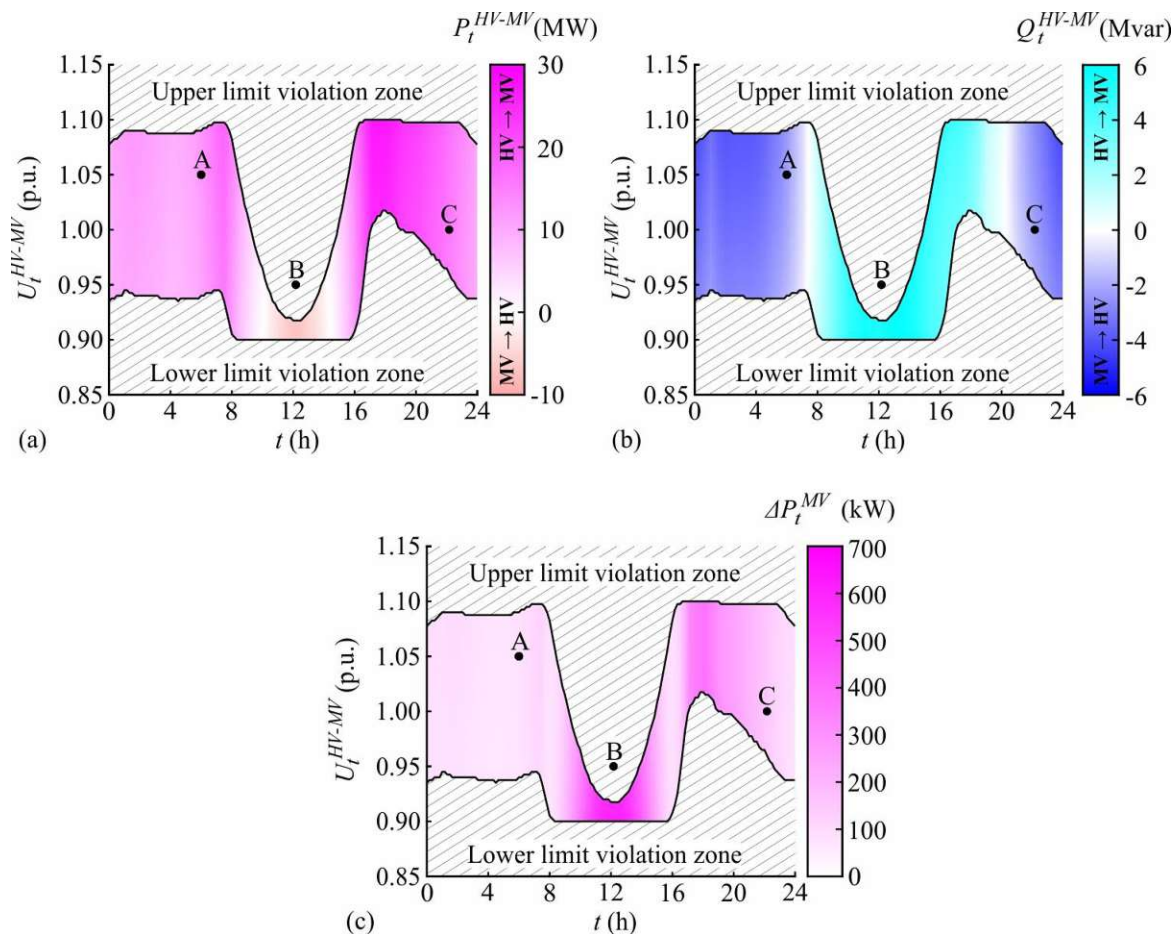 P_t^{HV-MV} (MW)
1.15
1.10
1.05
1.00
0.95
0.90
0.85
U_t^{HV-MV} (p.u.)
Upper limit violation zone
A
B
C
Lower limit violation zone
0 4 8 12 16 20 24
t (h)
30
20
10
0
-10
HV → MV
MV → HV
(a)
Q_t^{HV-MV} (Mvar)
1.15
1.10
1.05
1.00
0.95
0.90
0.85
U_t^{HV-MV} (p.u.)
Upper limit violation zone
A
B
C
Lower limit violation zone
0 4 8 12 16 20 24
t (h)
6
4
2
0
-2
-4
-6
HV → MV
MV → HV
(b)
ΔP_t^{MV} (kW)
1.15
1.10
1.05
1.00
0.95
0.90
0.85
U_t^{HV-MV} (p.u.)
Upper limit violation zone
A
B
C
Lower limit violation zone
0 4 8 12 16 20 24
t (h)
700
600
500
400
300
200
100
0
(c)